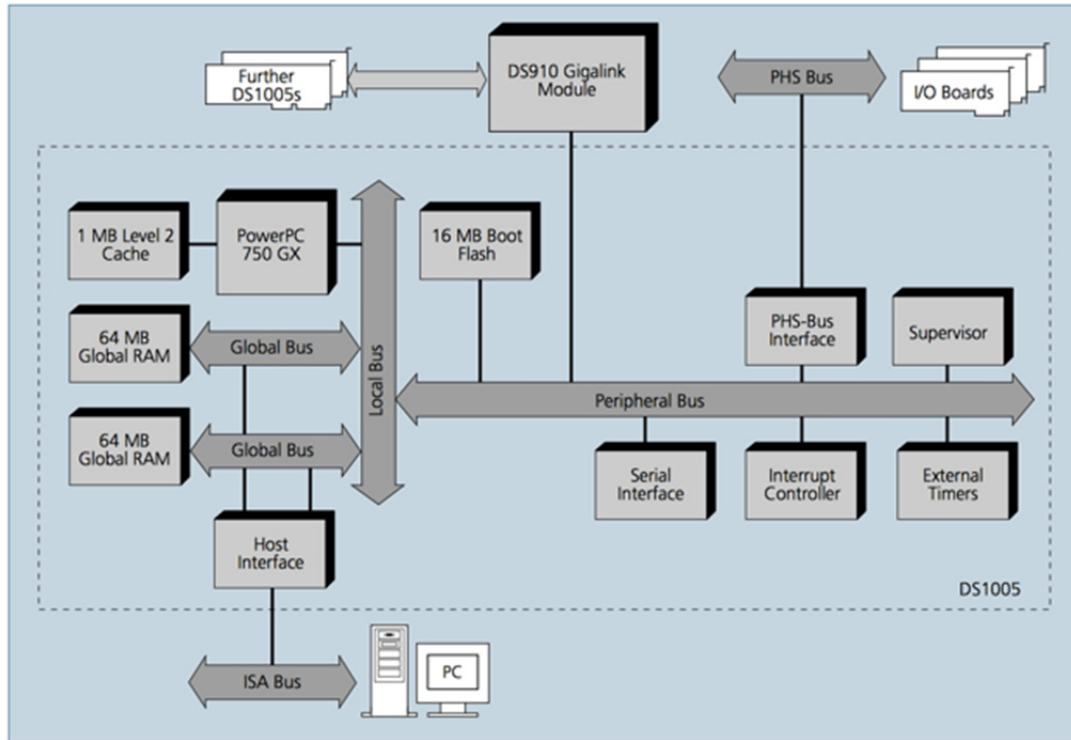 Further
DS1005s
DS910 Gigalink
Module
PHS Bus
I/O Boards
1 MB Level 2
Cache
PowerPC
750 GX
16 MB Boot
Flash
64 MB
Global RAM
Global Bus
Local Bus
PHS-Bus
Interface
Supervisor
Peripheral Bus
64 MB
Global RAM
Global Bus
Serial
Interface
Interrupt
Controller
External
Timers
Host
Interface
DS1005
ISA Bus
PC